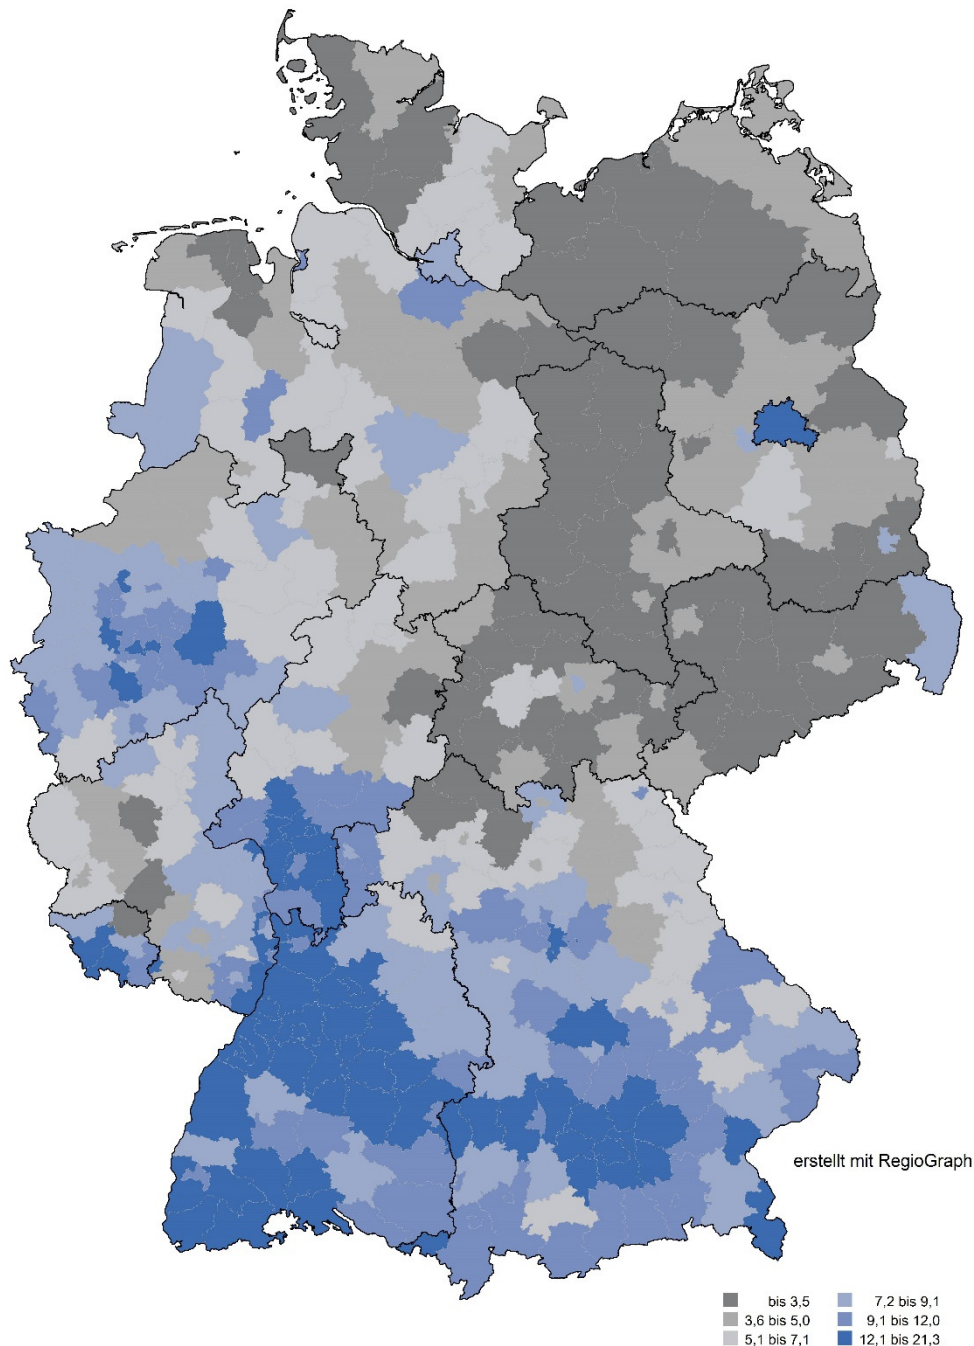 erstellt mit RegioGraph
bis 3,5
3,6 bis 5,0
5,1 bis 7,1
7,2 bis 9,1
9,1 bis 12,0
12,1 bis 21,3